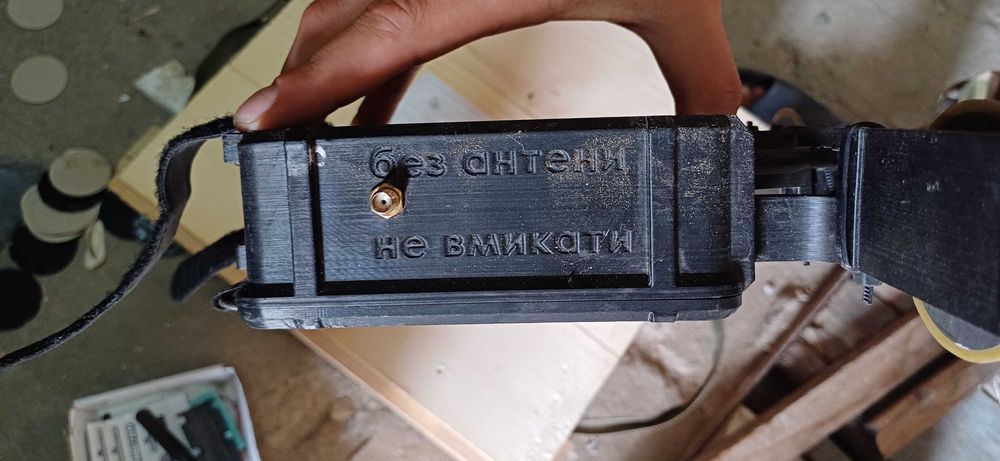 без антени
не вмикати